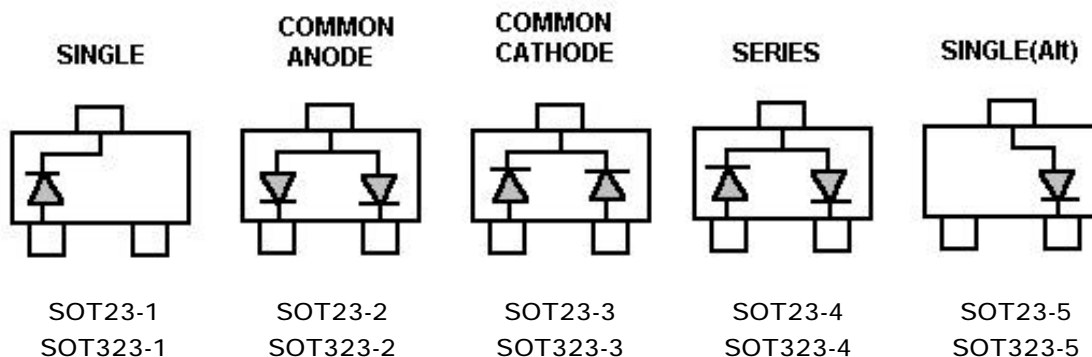 SINGLE
COMMON
ANODE
COMMON
CATHODE
SERIES
SINGLE(Alt)
SOT23-1
SOT323-1
SOT23-2
SOT323-2
SOT23-3
SOT323-3
SOT23-4
SOT323-4
SOT23-5
SOT323-5